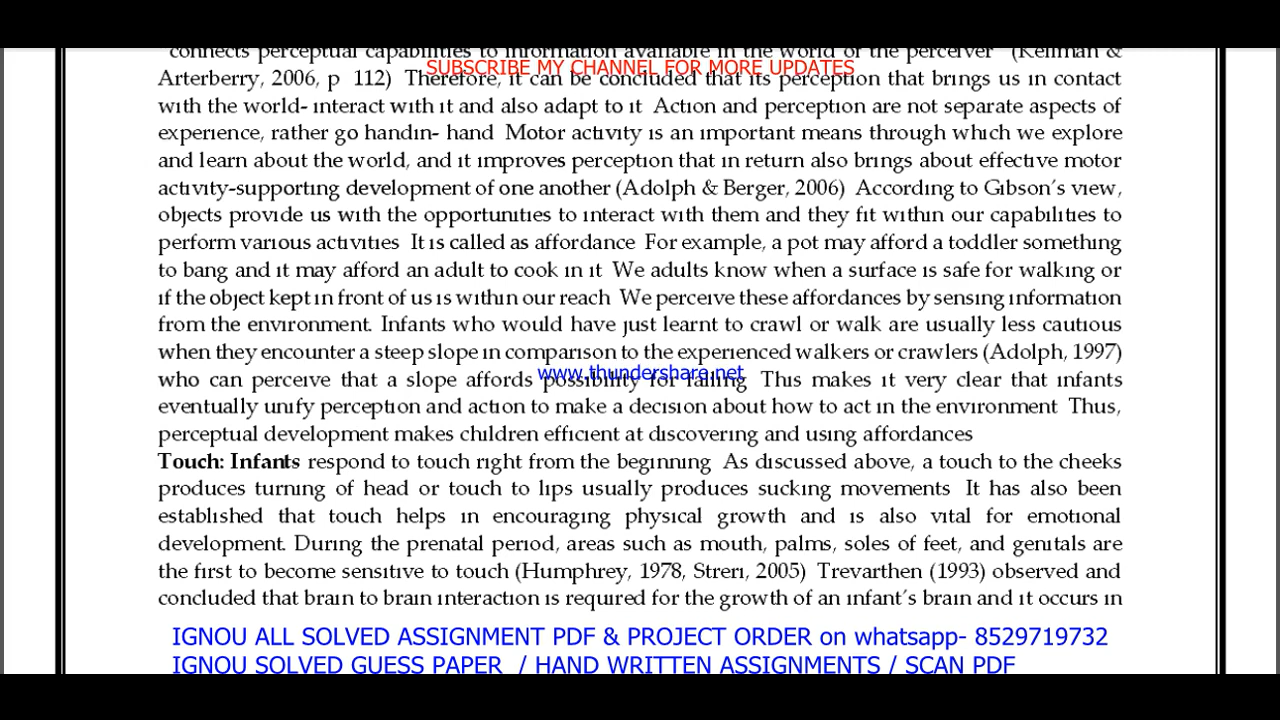 connects perceptual capabilities to information available in the world of the perceiver" (Kellman &
SUBSCRIBE MY CHANNEL FOR MORE UPDATES
Arterberry, 2006, p 112) Therefore, it can be concluded that its perception that brings us in contact
with the world- interact with it and also adapt to it Action and perception are not separate aspects of
experience, rather go handin- hand Motor activity is an important means through which we explore
and learn about the world, and it improves perception that in return also brings about effective motor
activity-supporting development of one another (Adolph & Berger, 2006) According to Gibson's view,
objects provide us with the opportunities to interact with them and they fit within our capabilities to
perform various activities It is called as affordance For example, a pot may afford a toddler something
to bang and it may afford an adult to cook in it We adults know when a surface is safe for walking or
if the object kept in front of us is within our reach We perceive these affordances by sensing information
from the environment. Infants who would have just learnt to crawl or walk are usually less cautious
when they encounter a steep slope in comparison to the experienced walkers or crawlers (Adolph, 1997)
www.thundershare.net
who can perceive that a slope affords possibility for falling This makes it very clear that infants
eventually unify perception and action to make a decision about how to act in the environment Thus,
perceptual development makes children efficient at discovering and using affordances
Touch: Infants respond to touch right from the beginning As discussed above, a touch to the cheeks
produces turning of head or touch to lips usually produces sucking movements It has also been
established that touch helps in encouraging physical growth and is also vital for emotional
development. During the prenatal period, areas such as mouth, palms, soles of feet, and genitals are
the first to become sensitive to touch (Humphrey, 1978, Streri, 2005) Trevarthen (1993) observed and
concluded that brain to brain interaction is required for the growth of an infant's brain and it occurs in
IGNOU ALL SOLVED ASSIGNMENT PDF & PROJECT ORDER on whatsapp- 8529719732
IGNOU SOLVED GUESS PAPER / HAND WRITTEN ASSIGNMENTS / SCAN PDF